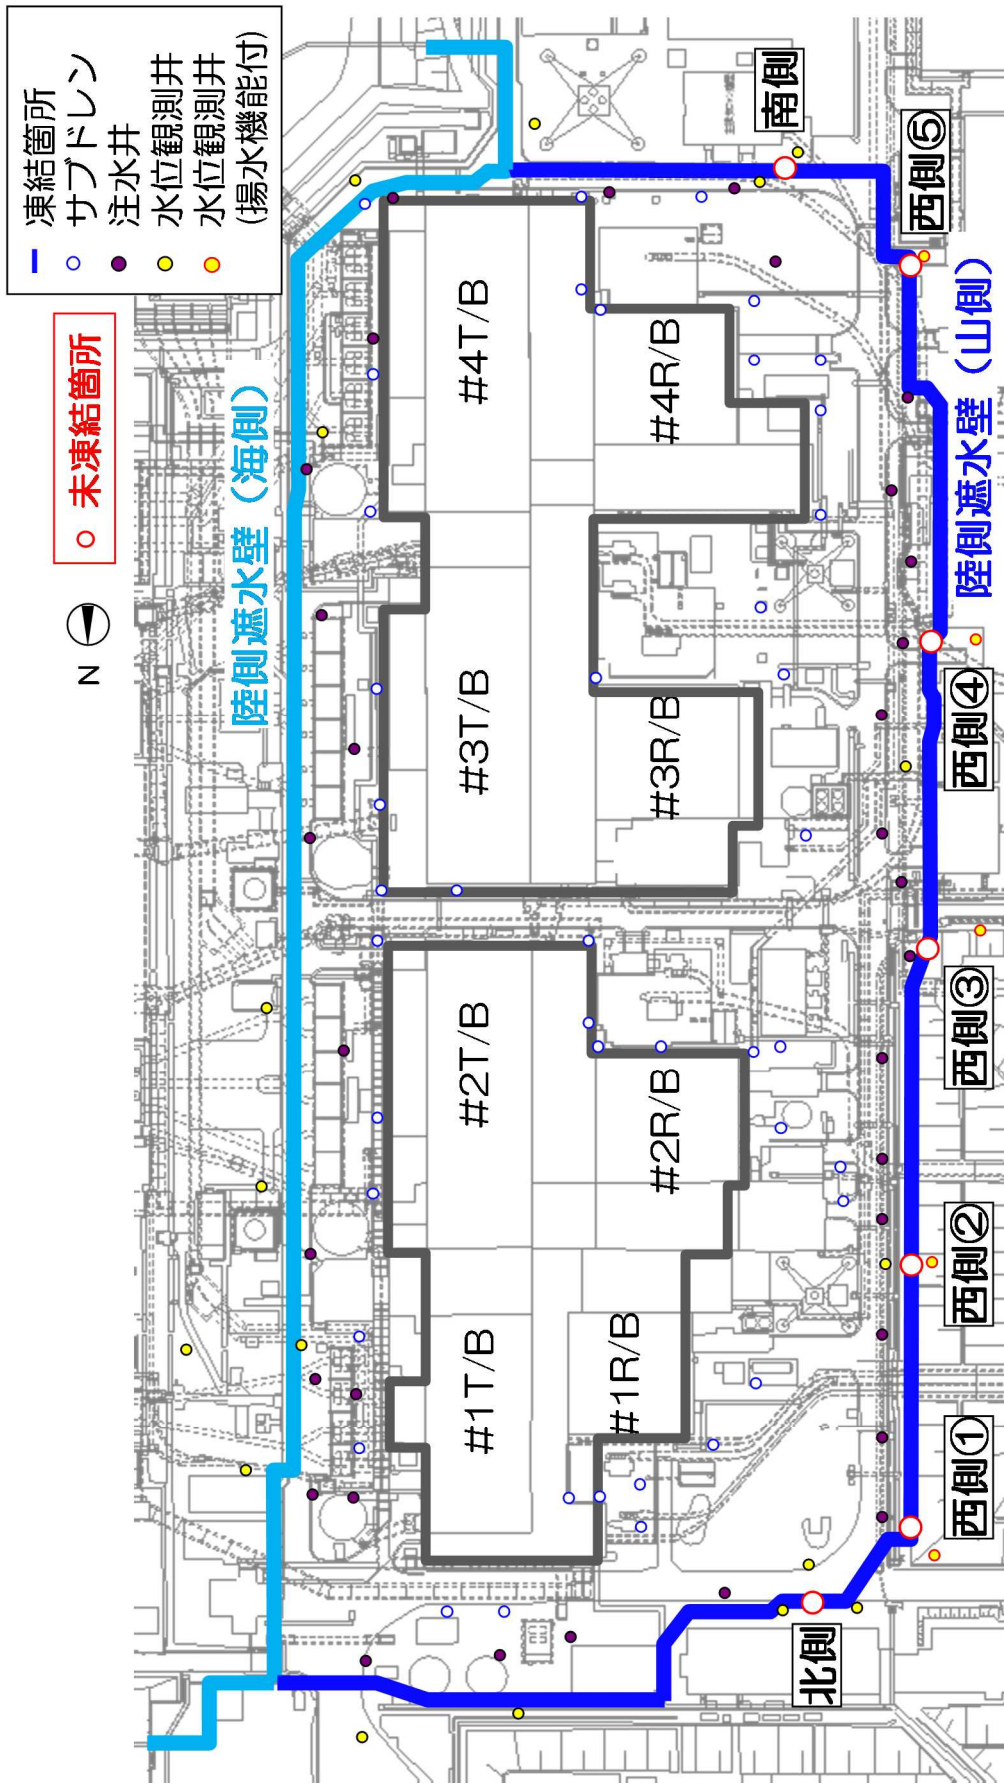 凍結箇所
サブドレン
注水井
水位観測井
水位観測井
(揚水機能付)
未凍結箇所
N
陸側遮水壁（海側）
#1T/B
#2T/B
#3T/B
#4T/B
#1R/B
#2R/B
#3R/B
#4R/B
北側
南側
西側①
西側②
西側③
西側④
西側⑤
陸側遮水壁（山側）